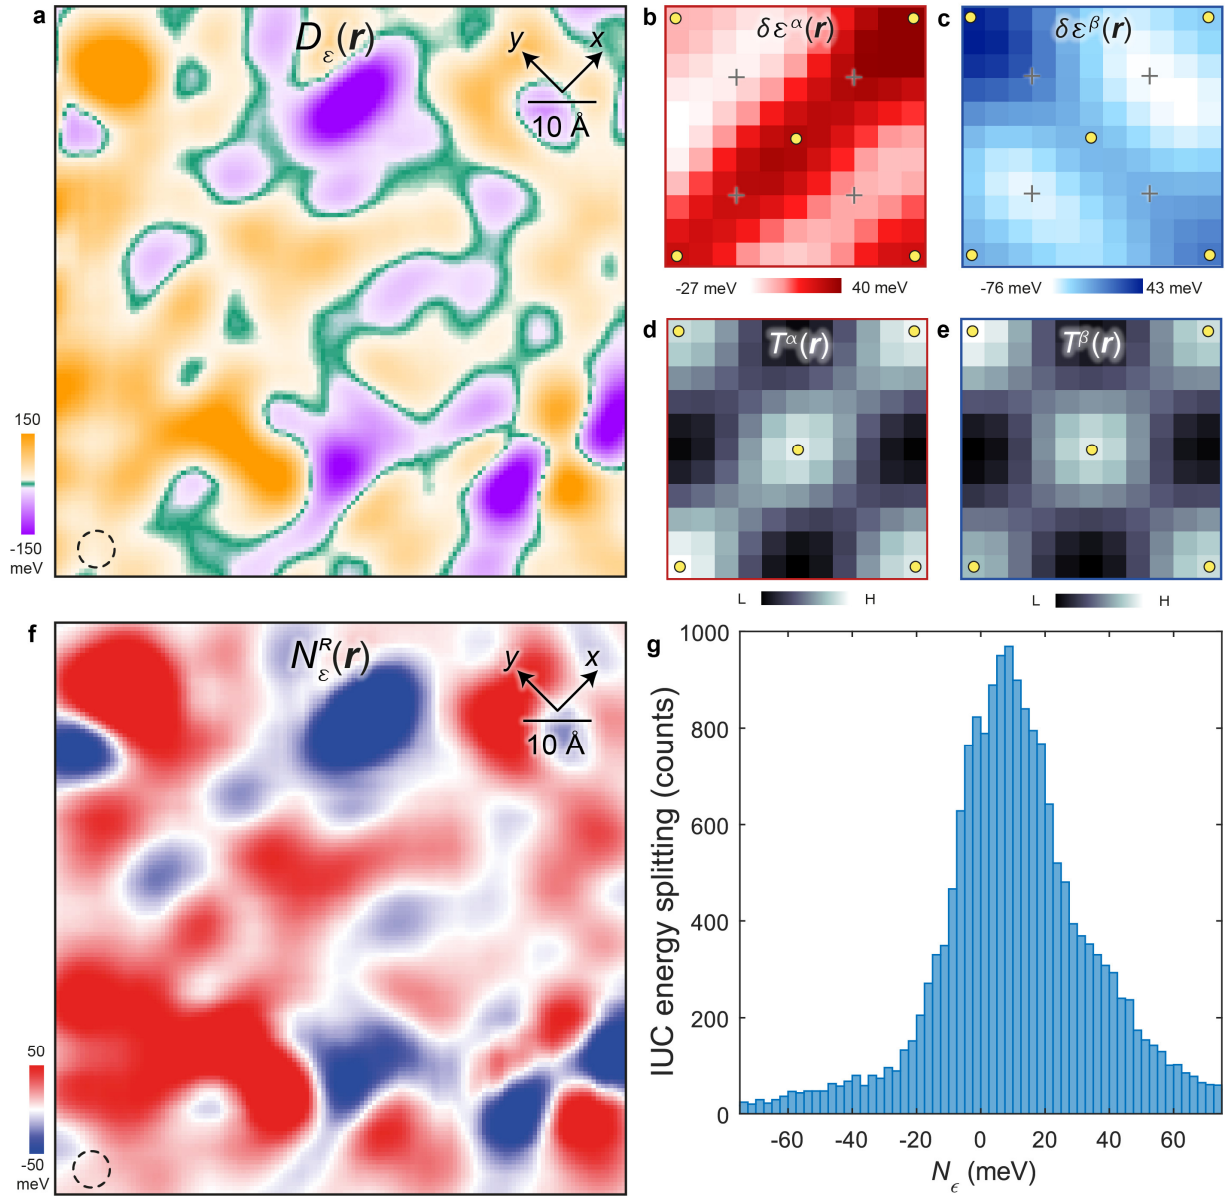 a
D_ε(r)
y x
10 Å
150
-150
meV
b
δε^α(r)
-27 meV 40 meV
c
δε^β(r)
-76 meV 43 meV
d
T^α(r)
L H
e
T^β(r)
L H
f
N_ε^R(r)
y x
10 Å
50
-50
meV
g
IUC energy splitting (counts)
1000
800
600
400
200
0
-60 -40 -20 0 20 40 60
N_ϵ (meV)